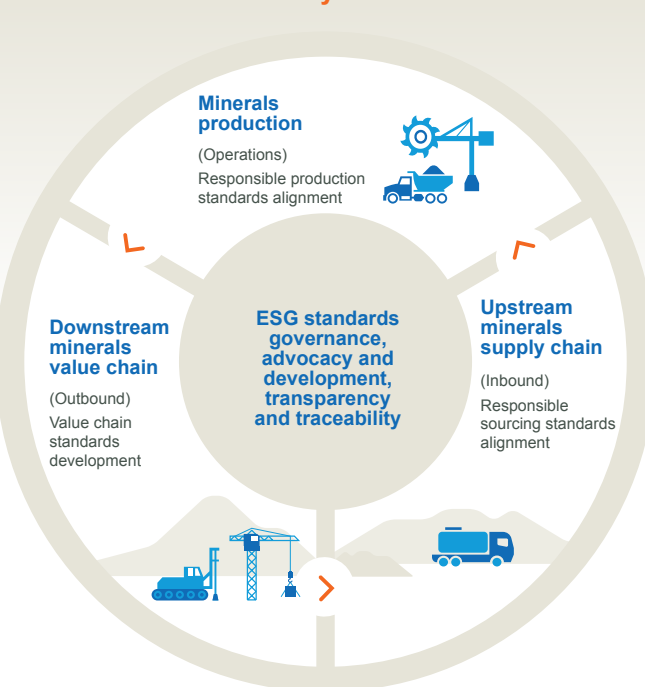 Minerals
production
(Operations)
Responsible production
standards alignment
Downstream
minerals
value chain
(Outbound)
Value chain
standards
development
ESG standards
governance,
advocacy and
development,
transparency
and traceability
Upstream
minerals
supply chain
(Inbound)
Responsible
sourcing standards
alignment